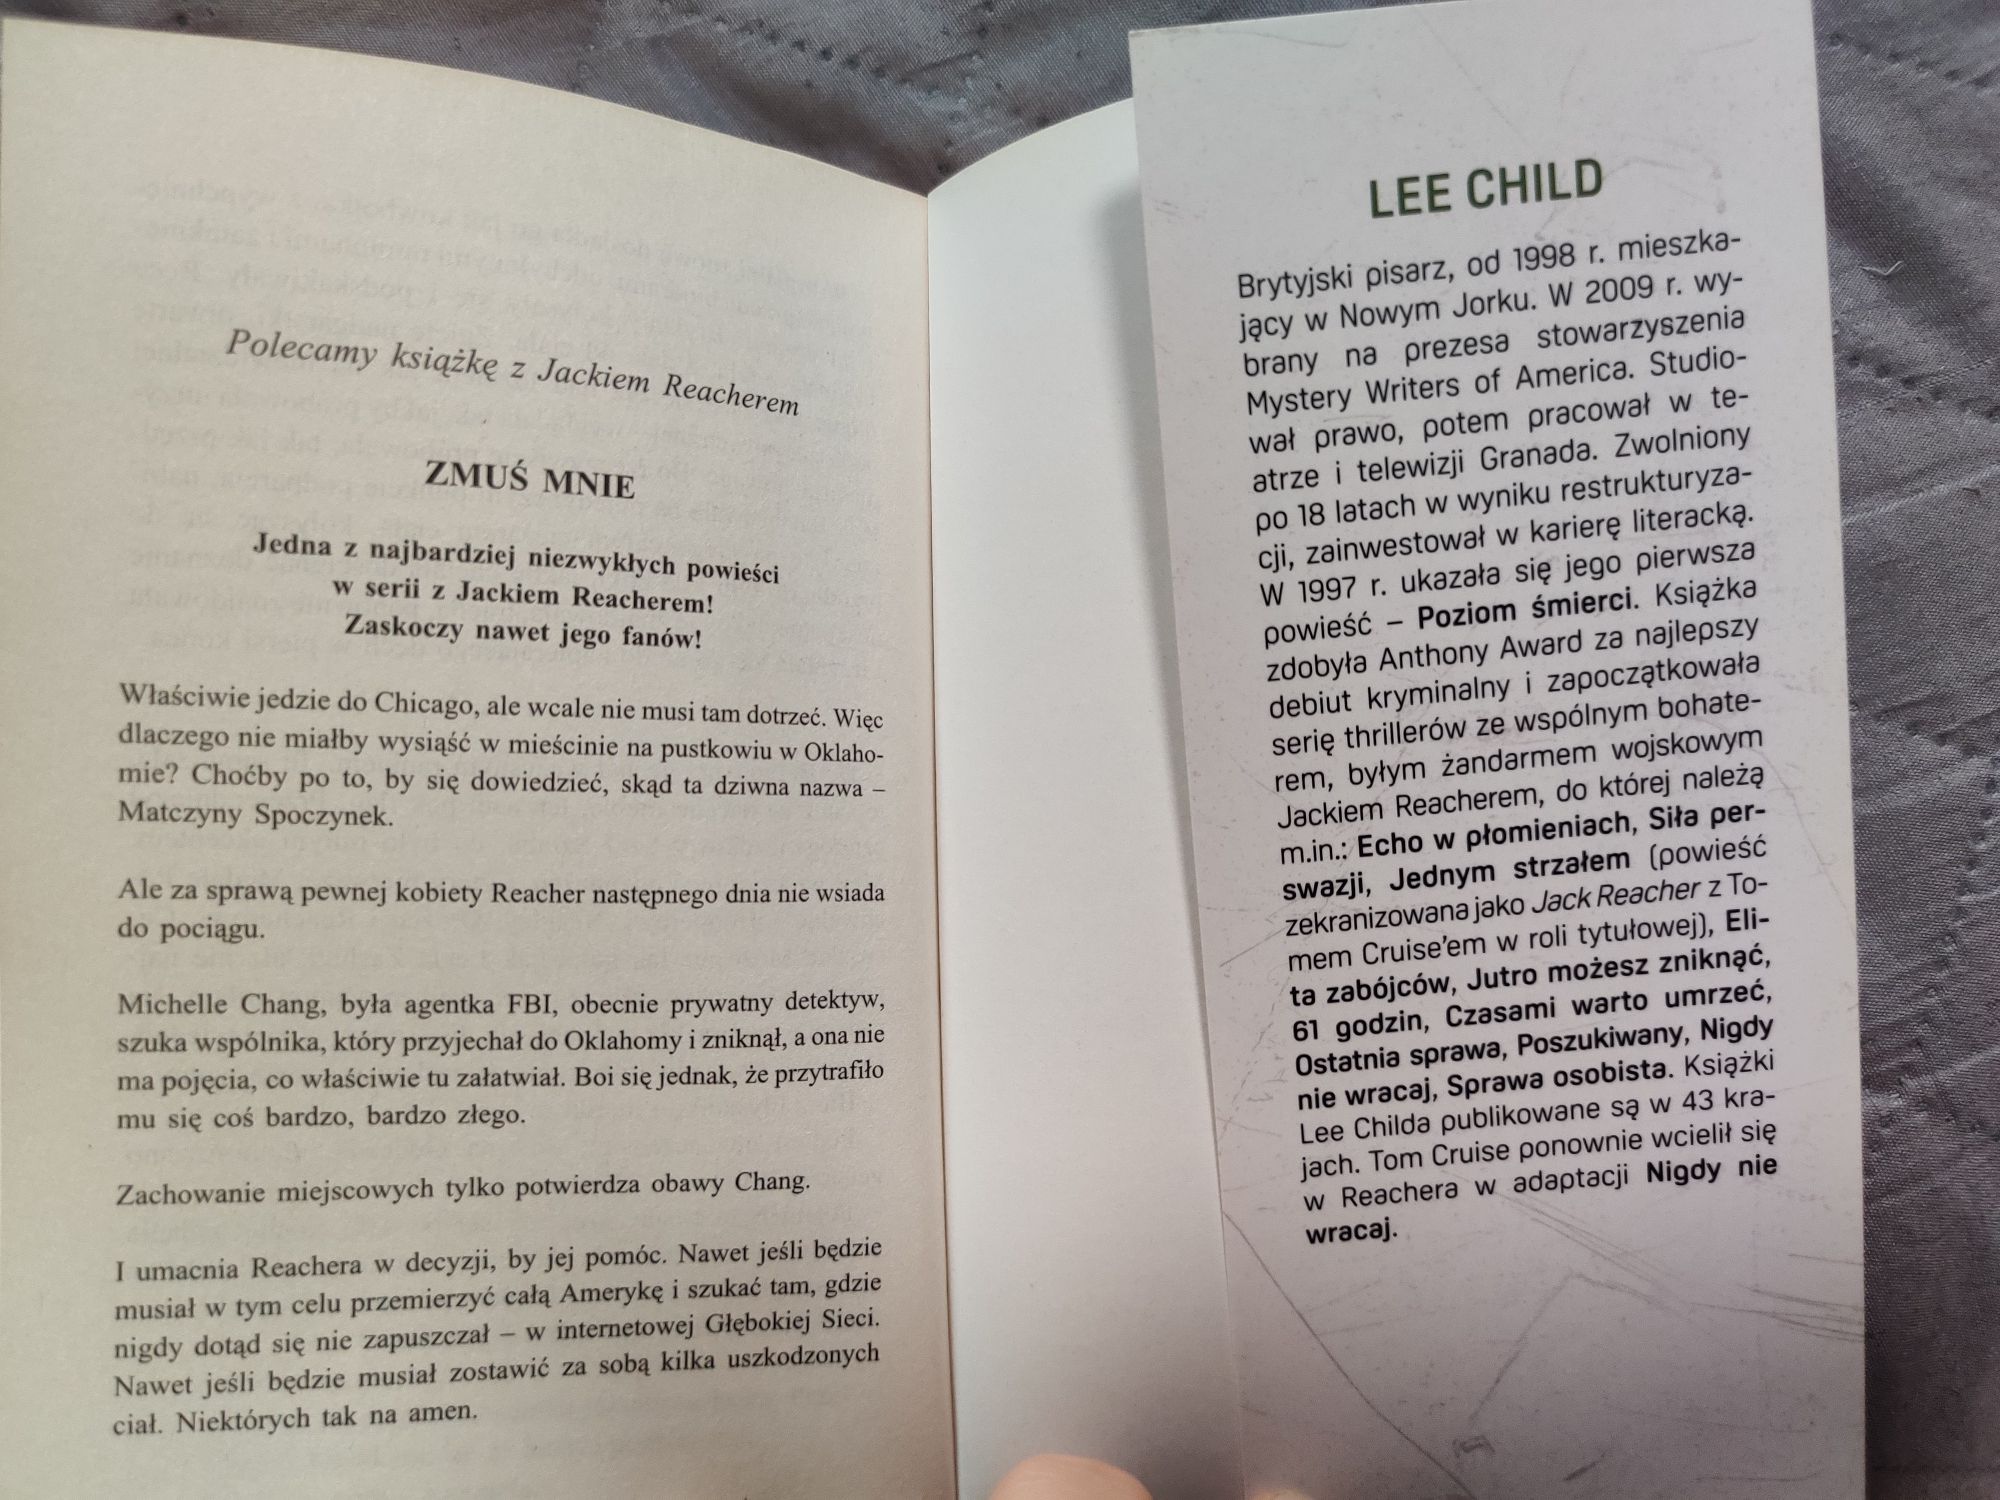 Polecamy książkę z Jackiem Reacherem
ZMUŚ MNIE
Jedna z najbardziej niezwykłych powieści
w serii z Jackiem Reacherem!
Zaskoczy nawet jego fanów!
Właściwie jedzie do Chicago, ale wcale nie musi tam dotrzeć. Więc
dlaczego nie miałby wysiąść w mieścinie na pustkowiu w Oklaho-
mie? Choćby po to, by się dowiedzieć, skąd ta dziwna nazwa –
Matczyny Spoczynek.
Ale za sprawą pewnej kobiety Reacher następnego dnia nie wsiada
do pociągu.
Michelle Chang, była agentka FBI, obecnie prywatny detektyw,
szuka wspólnika, który przyjechał do Oklahomy i zniknął, a ona nie
ma pojęcia, co właściwie tu załatwiał. Boi się jednak, że przytrafiło
mu się coś bardzo, bardzo złego.
Zachowanie miejscowych tylko potwierdza obawy Chang.
I umacnia Reachera w decyzji, by jej pomóc. Nawet jeśli będzie
musiał w tym celu przemierzyć całą Amerykę i szukać tam, gdzie
nigdy dotąd się nie zapuszczał – w internetowej Głębokiej Sieci.
Nawet jeśli będzie musiał zostawić za sobą kilka uszkodzonych
ciał. Niektórych tak na amen.
LEE CHILD
Brytyjski pisarz, od 1998 r. mieszka-
jący w Nowym Jorku. W 2009 r. wy-
brany na prezesa stowarzyszenia
Mystery Writers of America. Studio-
wał prawo, potem pracował w te-
atrze i telewizji Granada. Zwolniony
po 18 latach w wyniku restrukturyza-
cji, zainwestował w karierę literacką.
W 1997 r. ukazała się jego pierwsza
powieść – Poziom śmierci. Książka
zdobyła Anthony Award za najlepszy
debiut kryminalny i zapoczątkowała
serię thrillerów ze wspólnym bohate-
rem, byłym żandarmem wojskowym
Jackiem Reacherem, do której należą
m.in.: Echo w płomieniach, Siła per-
swazji, Jednym strzałem (powieść
zekranizowana jako Jack Reacher z To-
mem Cruise'em w roli tytułowej), Eli-
ta zabójców, Jutro możesz zniknąć,
61 godzin, Czasami warto umrzeć,
Ostatnia sprawa, Poszukiwany, Nigdy
nie wracaj, Sprawa osobista. Książki
Lee Childa publikowane są w 43 kra-
jach. Tom Cruise ponownie wcielił się
w Reachera w adaptacji Nigdy nie
wracaj.